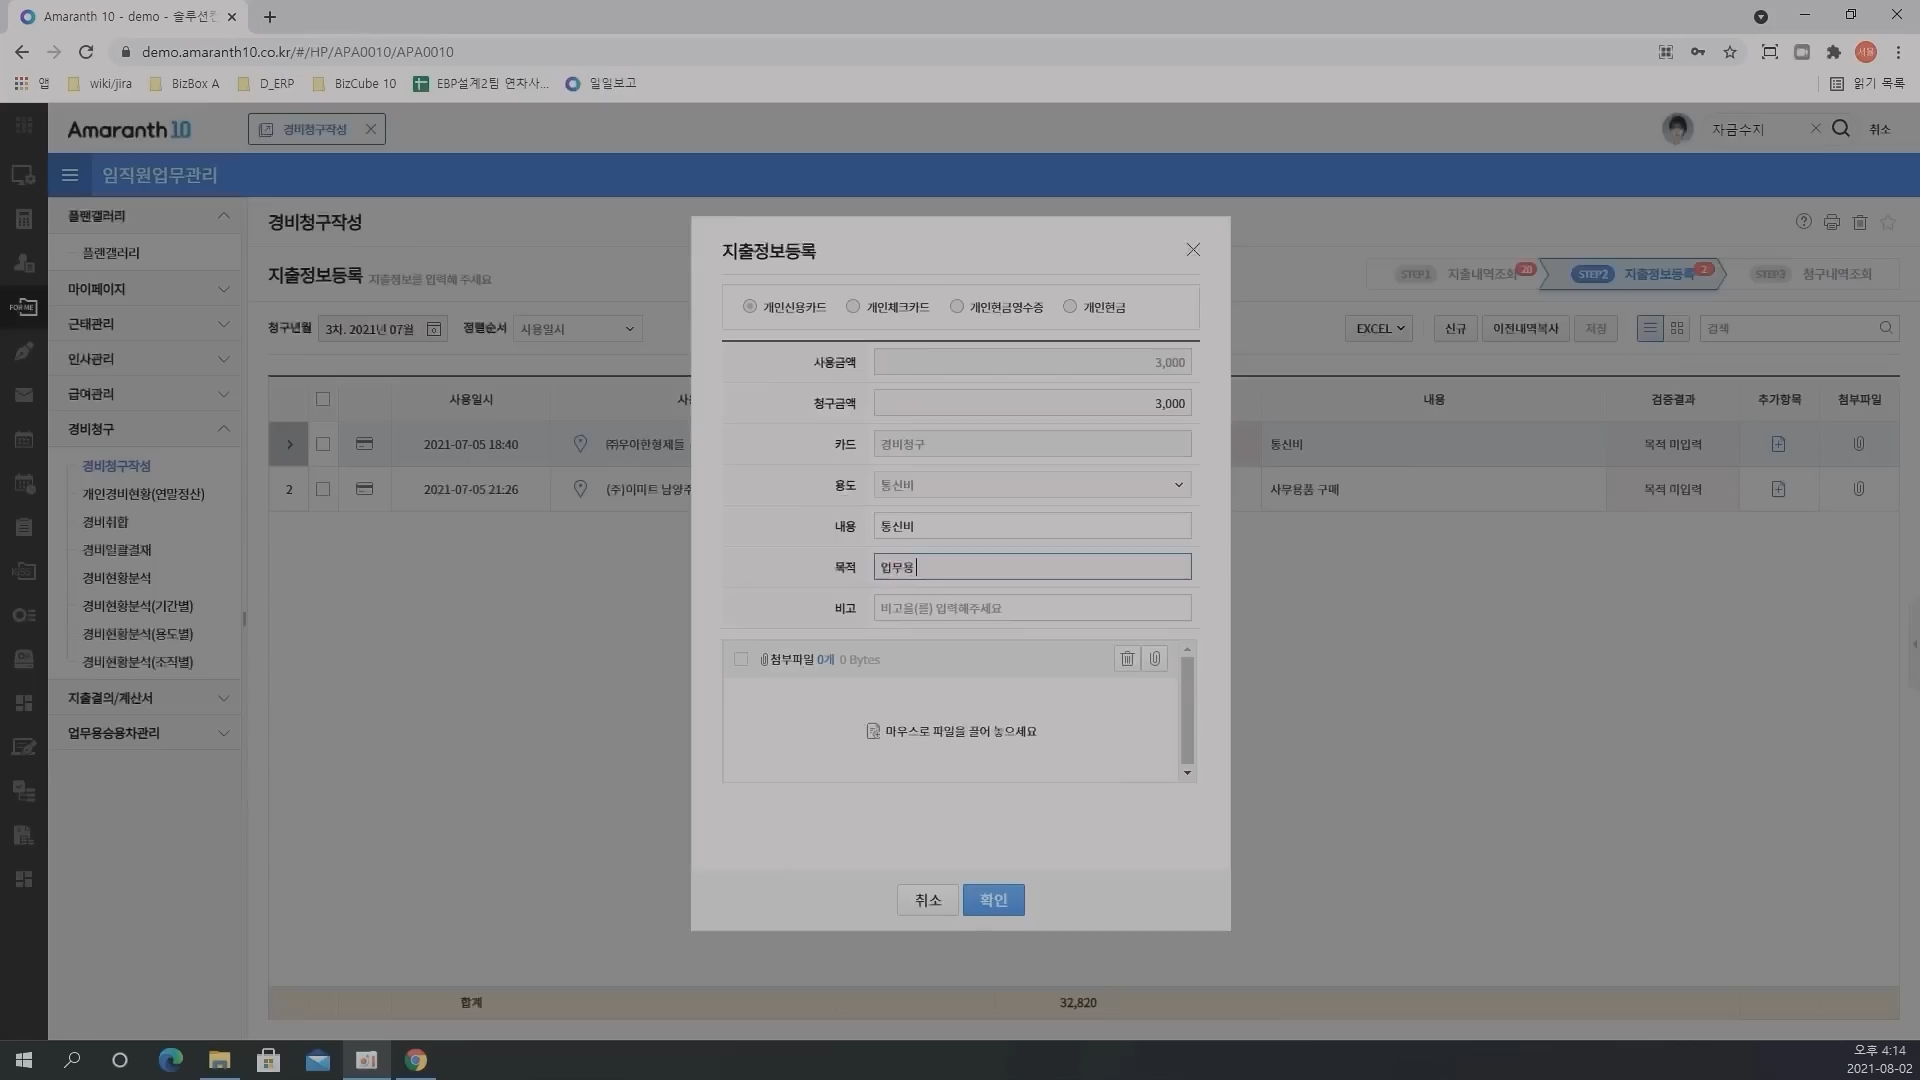 Amaranth 10 - demo - 솔루션
demo.amaranth10.co.kr/#/HP/APA0010/APA0010
서울
앱 wiki/jira BizBox A D_ERP BizCube 10 EBP설계2팀 연차사... 일일보고 읽기 목록
Amaranth 10 경비청구작성 자금수지 취소
임직원업무관리
FOR ME
플랜갤러리
플랜갤러리
마이페이지
근태관리
인사관리
급여관리
경비청구
경비청구작성
개인경비현황(연말정산)
경비취합
경비일괄결재
경비현황분석
경비현황분석(기간별)
경비현황분석(용도별)
경비현황분석(조직별)
지출결의/계산서
업무용승용차관리
경비청구작성
지출정보등록 지출정보를 입력해 주세요
STEP1 지출내역조회 20 STEP2 지출정보등록 2 STEP3 청구내역조회
청구년월 3차. 2021년 07월 정렬순서 사용일시
EXCEL 신규 이전내역복사 저장 검색
사용일시 내용 검증결과 추가항목 첨부파일
2021-07-05 18:40 ㈜우아한형제들 통신비 목적 미입력
2 2021-07-05 21:26 (주)이마트 남양주 사무용품 구매 목적 미입력
합계 32,820
지출정보등록
개인신용카드 개인체크카드 개인현금영수증 개인현금
사용금액 3,000
청구금액 3,000
카드 경비청구
용도 통신비
내용 통신비
목적 업무용
비고 비고을(를) 입력해주세요
첨부파일 0개 0 Bytes
마우스로 파일을 끌어 놓으세요
취소 확인
오후 4:14
2021-08-02